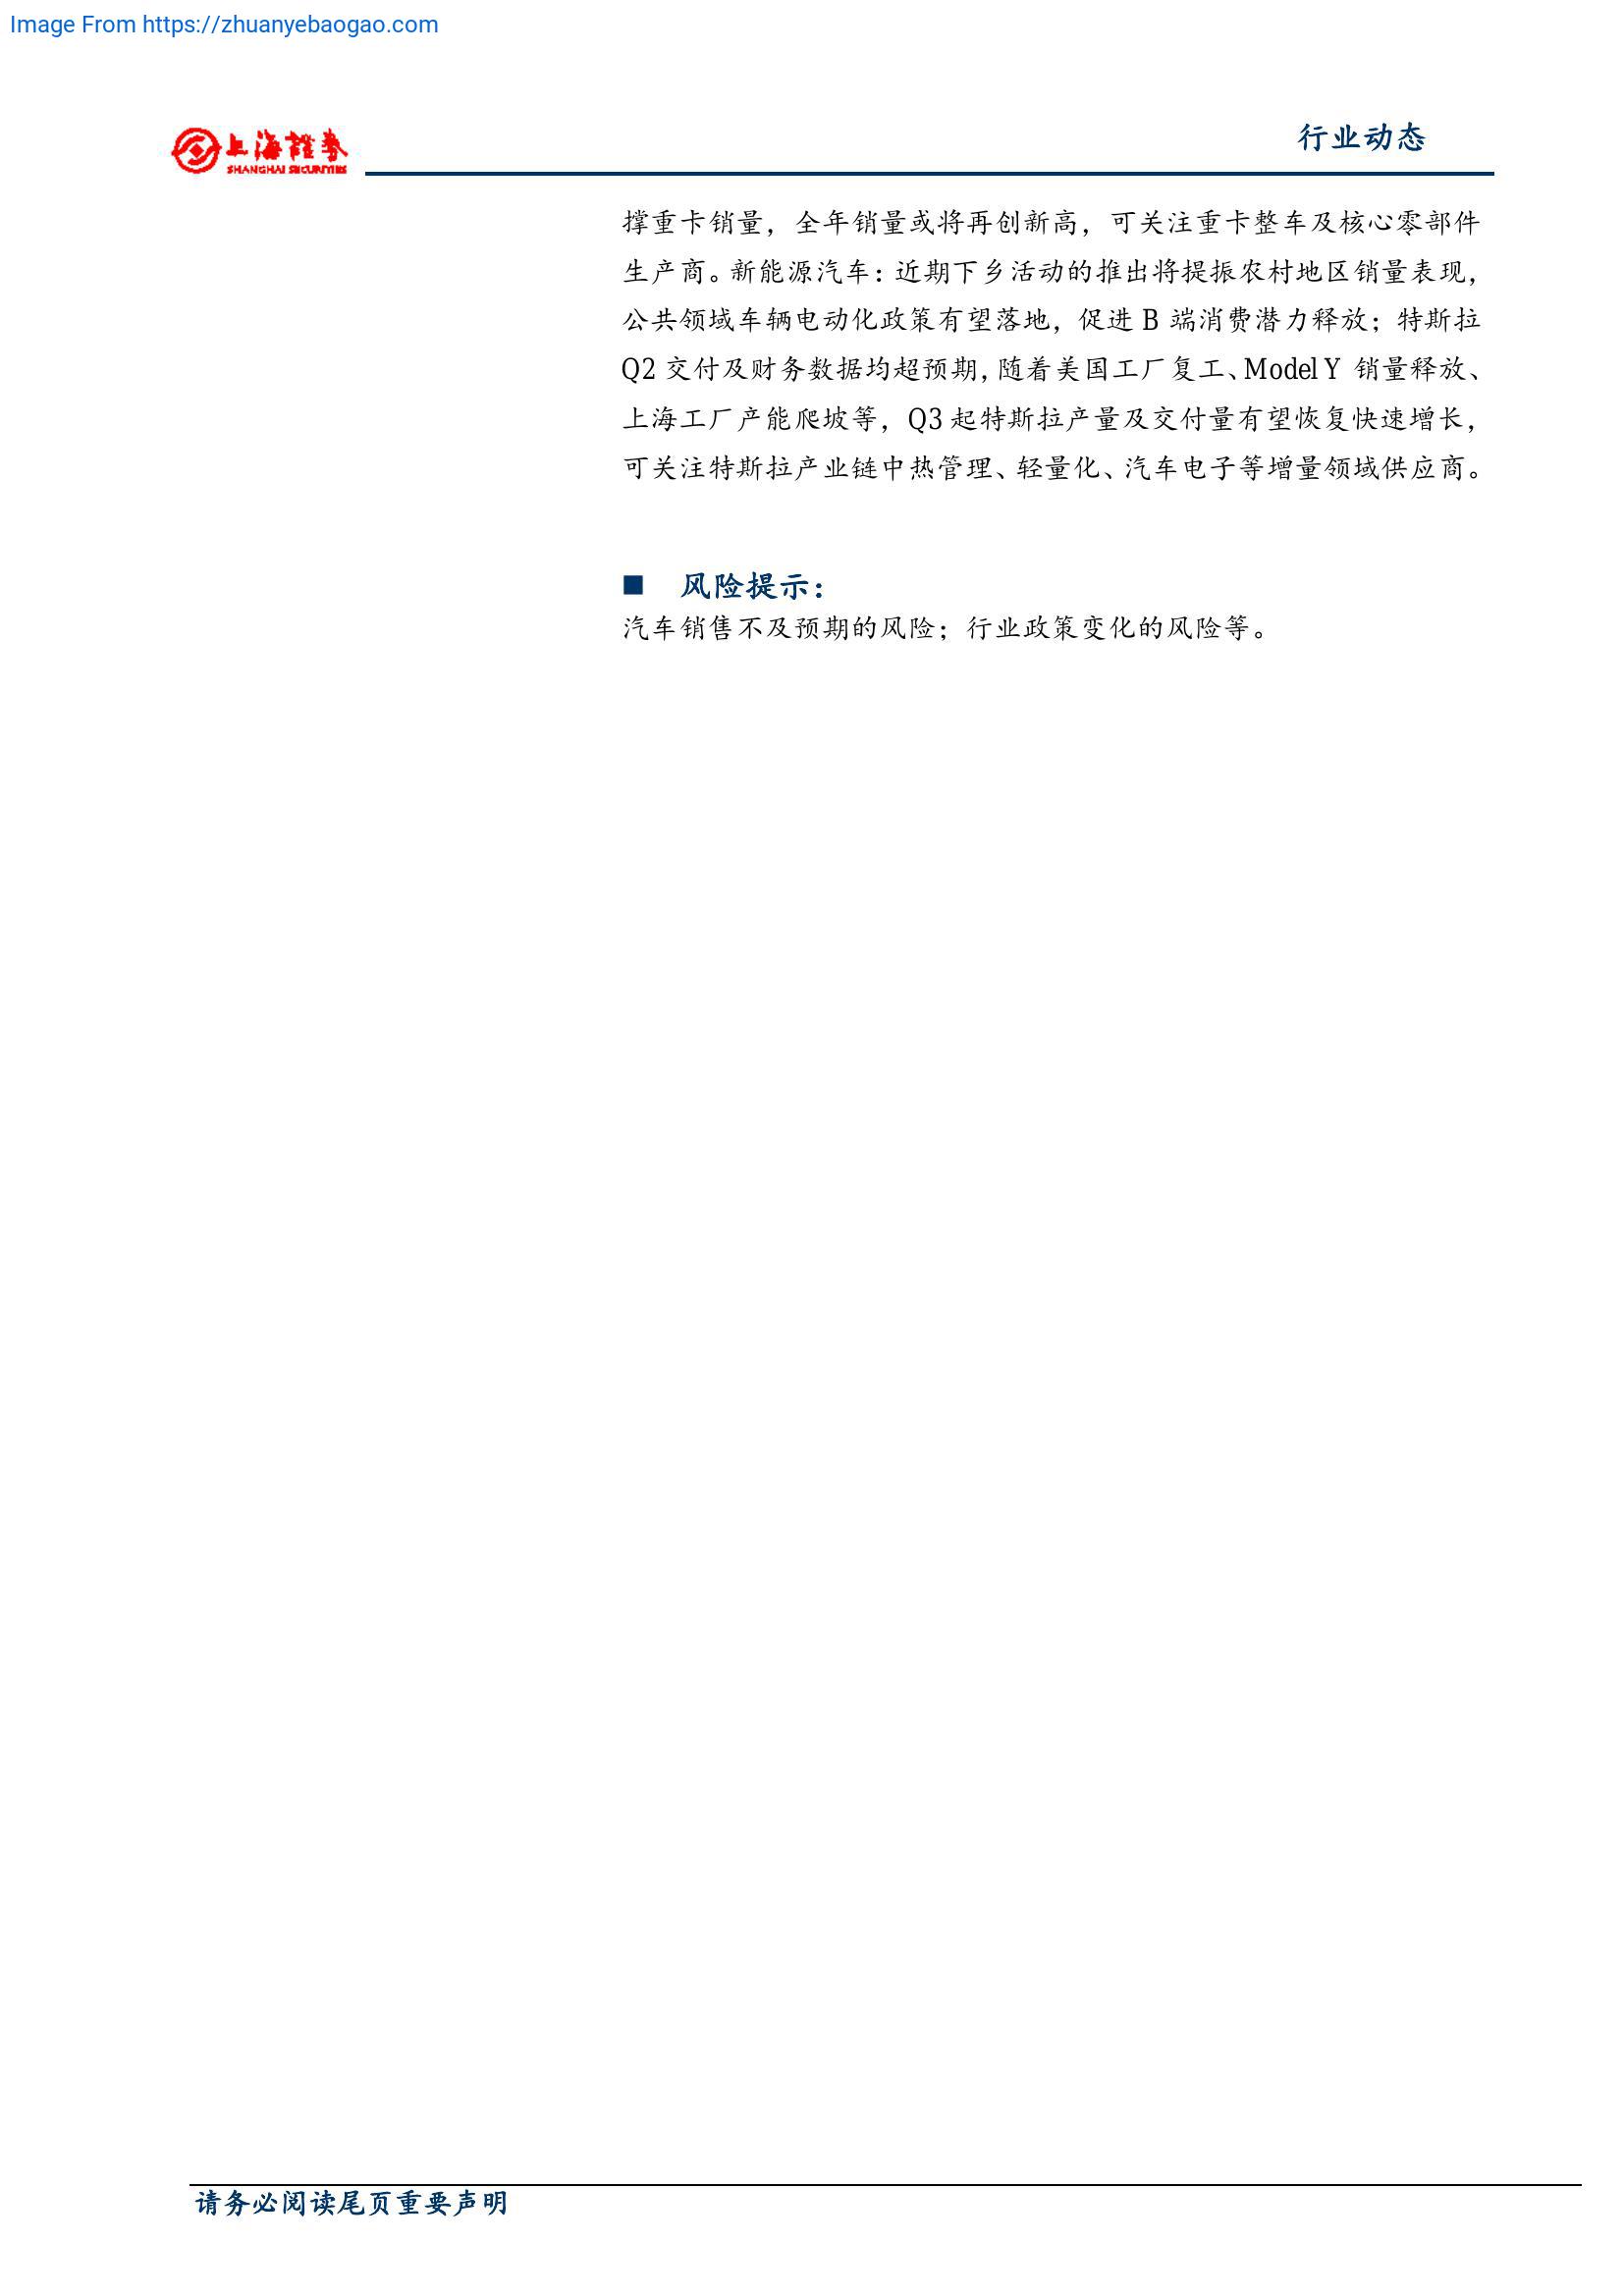 Image From https://zhuanyebaogao.com
上海證券
SHANGHAI SECURITIES
行业动态
撑重卡销量，全年销量或将再创新高，可关注重卡整车及核心零部件
生产商。新能源汽车：近期下乡活动的推出将提振农村地区销量表现，
公共领域车辆电动化政策有望落地，促进 B 端消费潜力释放；特斯拉
Q2 交付及财务数据均超预期，随着美国工厂复工、Model Y 销量释放、
上海工厂产能爬坡等，Q3 起特斯拉产量及交付量有望恢复快速增长，
可关注特斯拉产业链中热管理、轻量化、汽车电子等增量领域供应商。
■ 风险提示：
汽车销售不及预期的风险；行业政策变化的风险等。
请务必阅读尾页重要声明